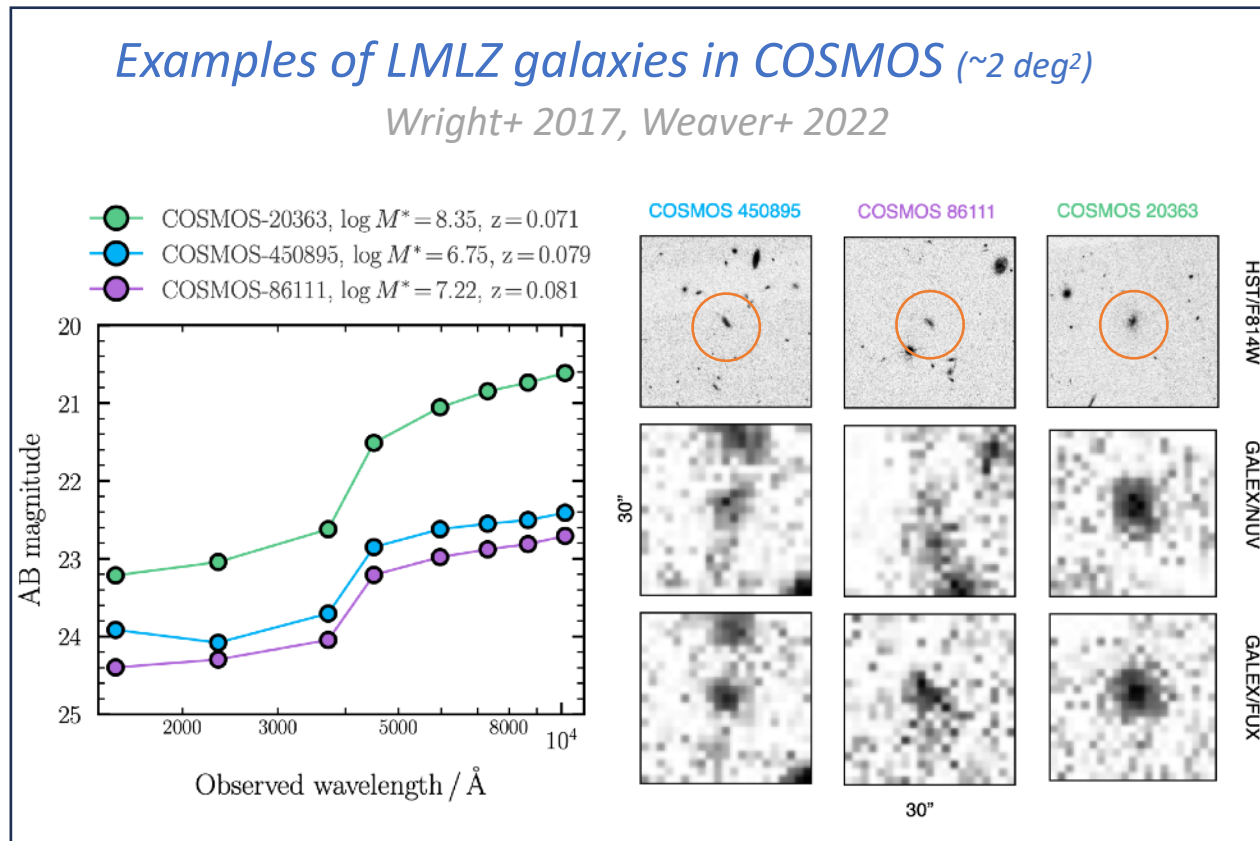 Examples of LMLZ galaxies in COSMOS (~2 deg²)
Wright+ 2017, Weaver+ 2022
COSMOS-20363, log M* = 8.35, z = 0.071
COSMOS-450895, log M* = 6.75, z = 0.079
COSMOS-86111, log M* = 7.22, z = 0.081
20
21
22
23
24
25
AB magnitude
2000
3000
5000
8000
10⁴
Observed wavelength / Å
COSMOS 450895
COSMOS 86111
COSMOS 20363
HST/F814W
GALEX/NUV
GALEX/FUX
30”
30”